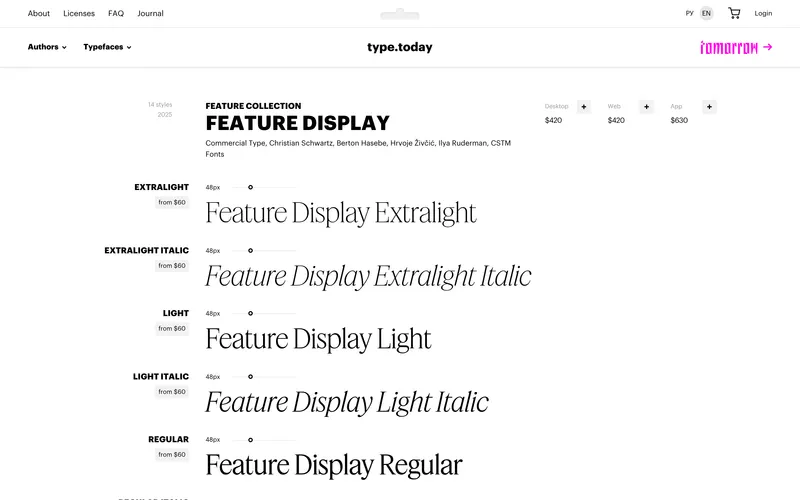 About Licenses FAQ Journal
РУ EN Login
Authors Typefaces
type.today
tomorrow →
14 styles
2025
FEATURE COLLECTION
FEATURE DISPLAY
Commercial Type, Christian Schwartz, Berton Hasebe, Hrvoje Živčić, Ilya Ruderman, CSTM
Fonts
Desktop +
$420
Web +
$420
App +
$630
EXTRALIGHT
from $60
48px
Feature Display Extralight
EXTRALIGHT ITALIC
from $60
48px
Feature Display Extralight Italic
LIGHT
from $60
48px
Feature Display Light
LIGHT ITALIC
from $60
48px
Feature Display Light Italic
REGULAR
from $60
48px
Feature Display Regular